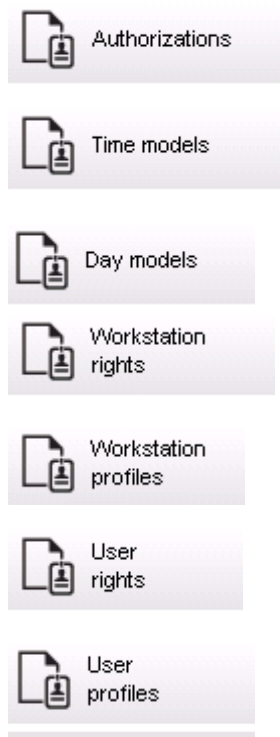 Authorizations
Time models
Day models
Workstation
rights
Workstation
profiles
User
rights
User
profiles